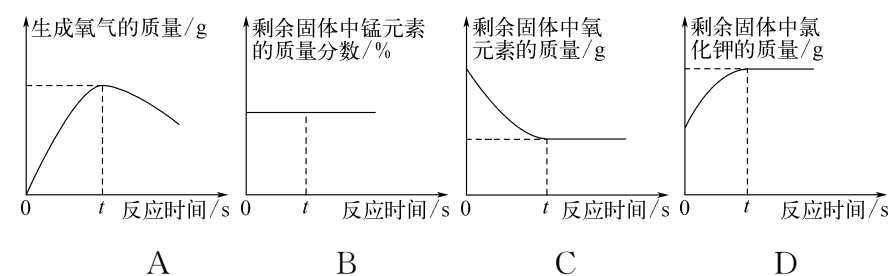 生成氧气的质量/g
0
t
反应时间/s
A
剩余固体中锰元素
的质量分数/%
0
t
反应时间/s
B
剩余固体中氧
元素的质量/g
0
t
反应时间/s
C
剩余固体中氯
化钾的质量/g
0
t
反应时间/s
D